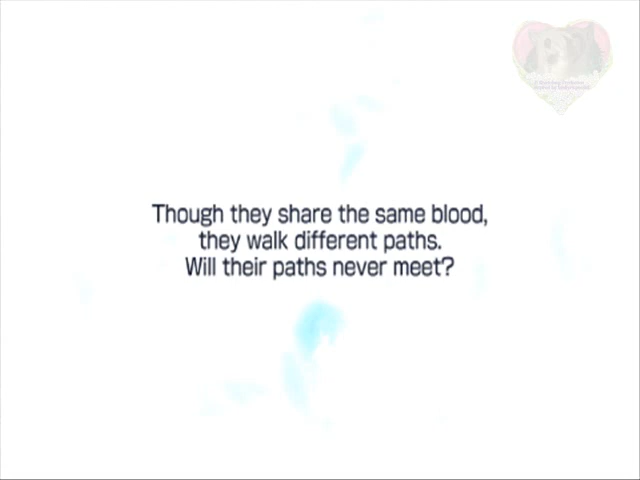 Though they share the same blood,
they walk different paths.
Will their paths never meet?